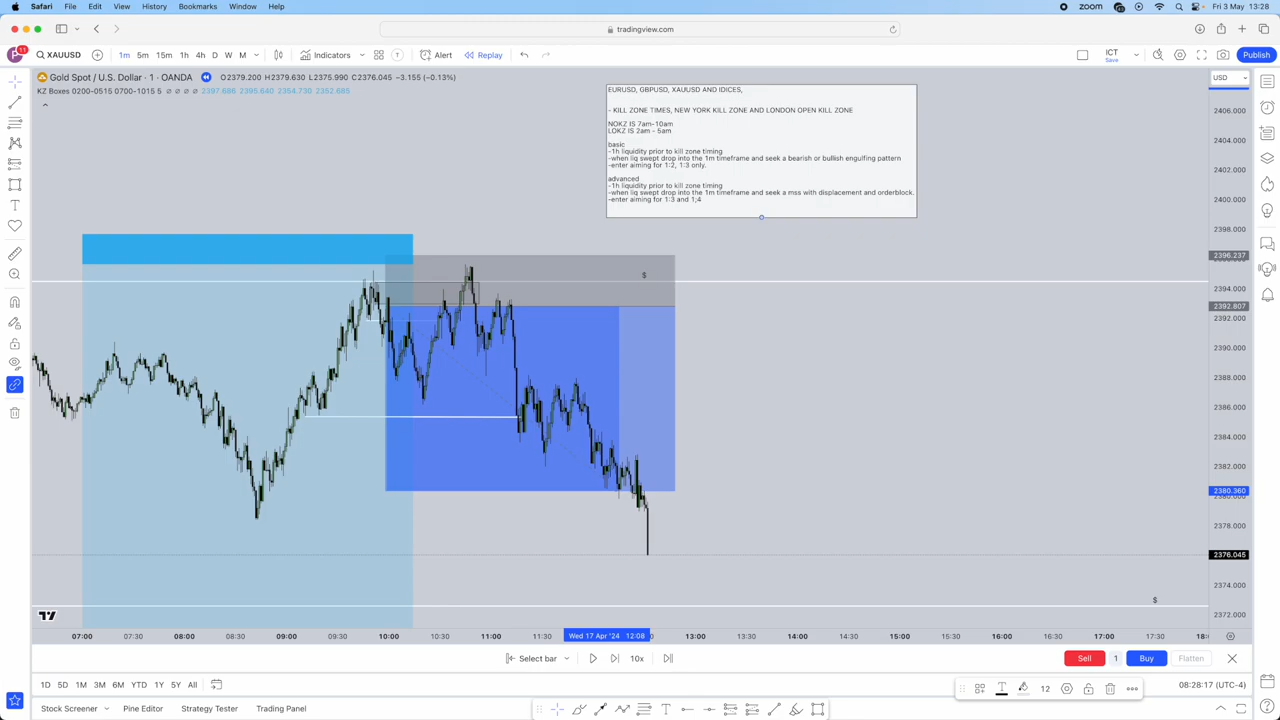 Safari File Edit View History Bookmarks Window Help zoom Fri 3 May 13:28
tradingview.com
P 11 XAUUSD 1m 5m 15m 1h 4h D W M Indicators T Alert Replay ICT Save Publish
Gold Spot / U.S. Dollar · 1 · OANDA O2379.200 H2379.630 L2375.990 C2376.045 −3.155 (−0.13%) USD
KZ Boxes 0200-0515 0700-1015 5 2397.686 2395.640 2354.730 2352.685
EURUSD, GBPUSD, XAUUSD AND IDICES,
- KILL ZONE TIMES, NEW YORK KILL ZONE AND LONDON OPEN KILL ZONE
NOKZ IS 7am-10am
LOKZ IS 2am - 5am
basic
-1h liquidity prior to kill zone timing
-when liq swept drop into the 1m timeframe and seek a bearish or bullish engulfing pattern
-enter aiming for 1:2, 1:3 only.
advanced
-1h liquidity prior to kill zone timing
-when liq swept drop into the 1m timeframe and seek a mss with displacement and orderblock.
-enter aiming for 1:3 and 1;4
2406.000
2404.000
2402.000
2400.000
2398.000
2396.237
$
2394.000
2392.807
2392.000
2390.000
2388.000
2386.000
2384.000
2382.000
2380.360
2378.000
2376.045
2374.000
$
2372.000
07:00 07:30 08:00 08:30 09:00 09:30 10:00 10:30 11:00 11:30 Wed 17 Apr '24 12:08 13:00 13:30 14:00 14:30 15:00 15:30 16:00 16:30 17:00 17:30 18:
Select bar 10x Sell 1 Buy Flatten
1D 5D 1M 3M 6M YTD 1Y 5Y All T 12 08:28:17 (UTC-4)
Stock Screener Pine Editor Strategy Tester Trading Panel T